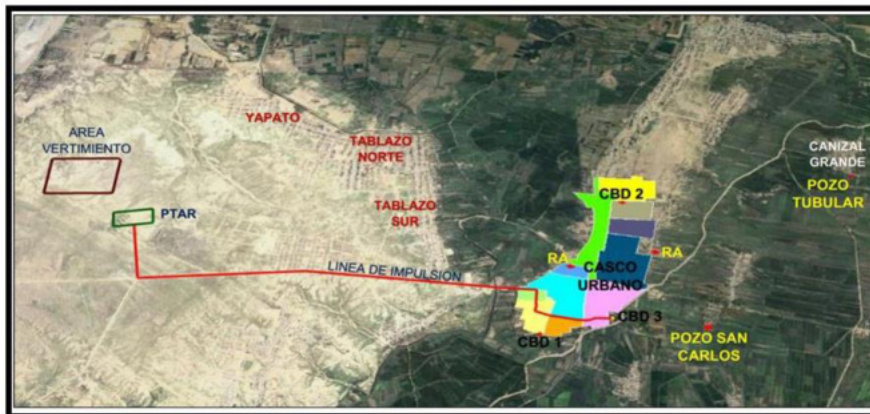 YAPATO
AREA
VERTIMIENTO
TABLAZO
NORTE
CANIZAL
GRANDE
POZO
TUBULAR
PTAR
TABLAZO
SUR
CBD 2
RA
RA
CASCO
URBANO
LINEA DE IMPULSION
CBD 3
CBD 1
POZO SAN
CARLOS